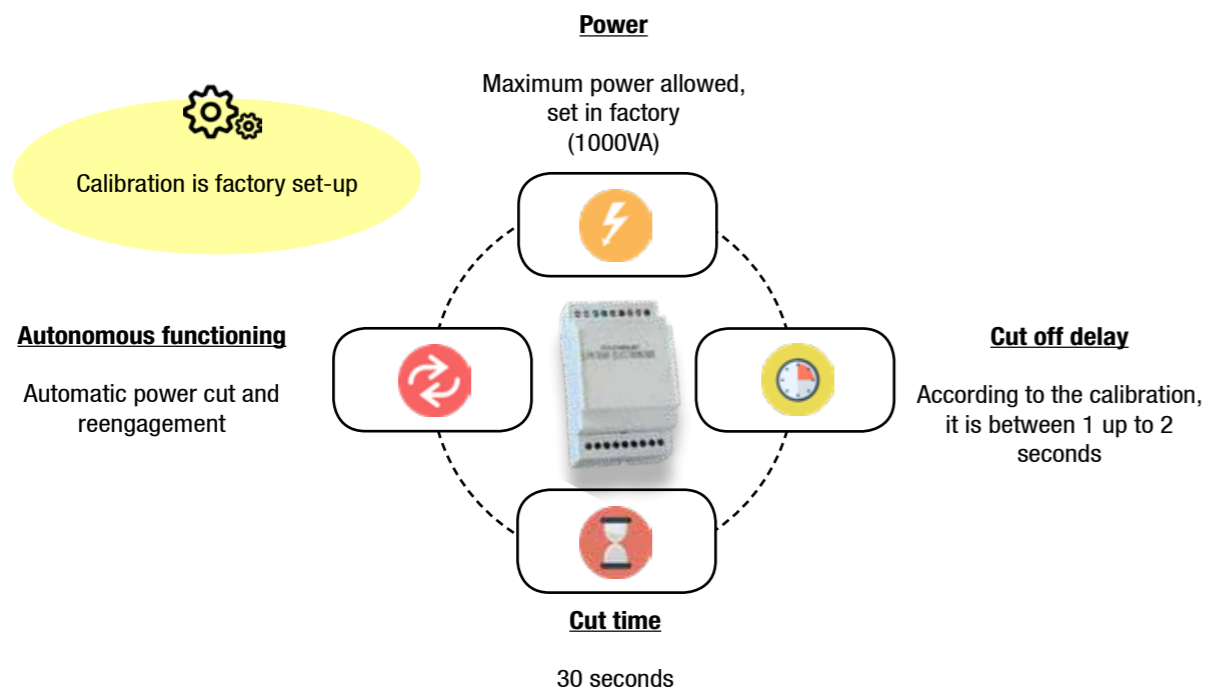 Power
Maximum power allowed,
set in factory
(1000VA)
Calibration is factory set-up
Autonomous functioning
Automatic power cut and
reengagement
Cut off delay
According to the calibration,
it is between 1 up to 2
seconds
Cut time
30 seconds